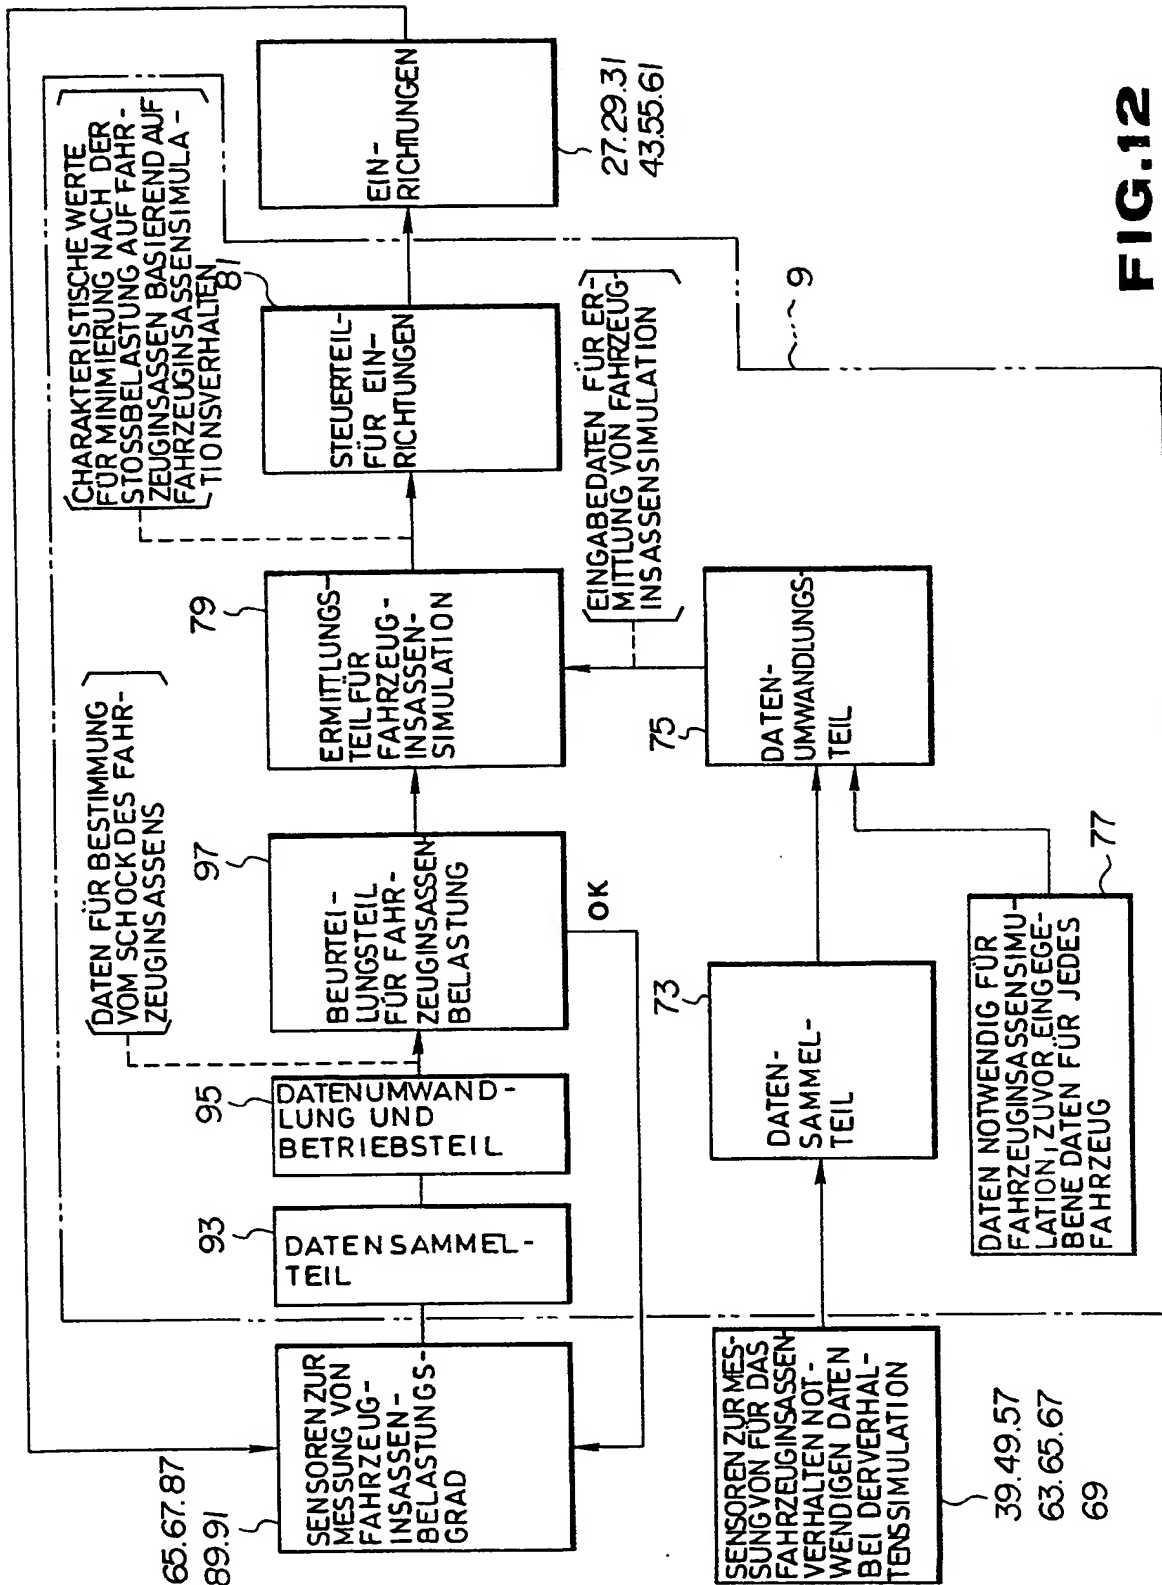 65.67.87
89.91
SENSOREN ZUR
MESSUNG VON
FAHRZEUG-
INSASSEN-
BELASTUNGS-
GRAD
93
DATENSAMMEL-
TEIL
95
DATENUMWAND-
LUNG UND
BETRIEBSTEIL
(DATEN FÜR BESTIMMUNG
VOM SCHOCK DES FAHR-
ZEUGINSASSENS)
97
BEURTEI-
LUNGSTEIL
FÜR FAHR-
ZEUGINSASSEN
BELASTUNG
OK
79
ERMITTLUNGS-
TEIL FÜR
FAHRZEUG-
INSASSEN-
SIMULATION
(CHARAKTERISTISCHE WERTE
FÜR MINIMIERUNG NACH DER
STOSSBELASTUNG AUF FAHR-
ZEUGINSASSEN BASIEREND AUF
FAHRZEUGINSASSENSIMULA-
TIONSVERHALTEN)
81
STEUERTEIL-
FÜR EIN-
RICHTUNGEN
EIN-
RICHTUNGEN
27.29.31
43.55.61
SENSOREN ZUR MES-
SUNG VON FÜR DAS
FAHRZEUGINSASSEN
VERHALTEN NOT-
WENDIGEN DATEN
BEI DER VERHAL-
TENSSIMULATION
39.49.57
63.65.67
69
73
DATEN-
SAMMEL-
TEIL
75
DATEN-
UMWANDLUNGS-
TEIL
(EINGABEDATEN FÜR ER-
MITTLUNG VON FAHRZEUG-
INSASSENSIMULATION)
DATEN NOTWENDIG FÜR
FAHRZEUGINSASSENSIMU-
LATION, ZUVOR EINGEGE-
BENE DATEN FÜR JEDES
FAHRZEUG
77
9
FIG.12